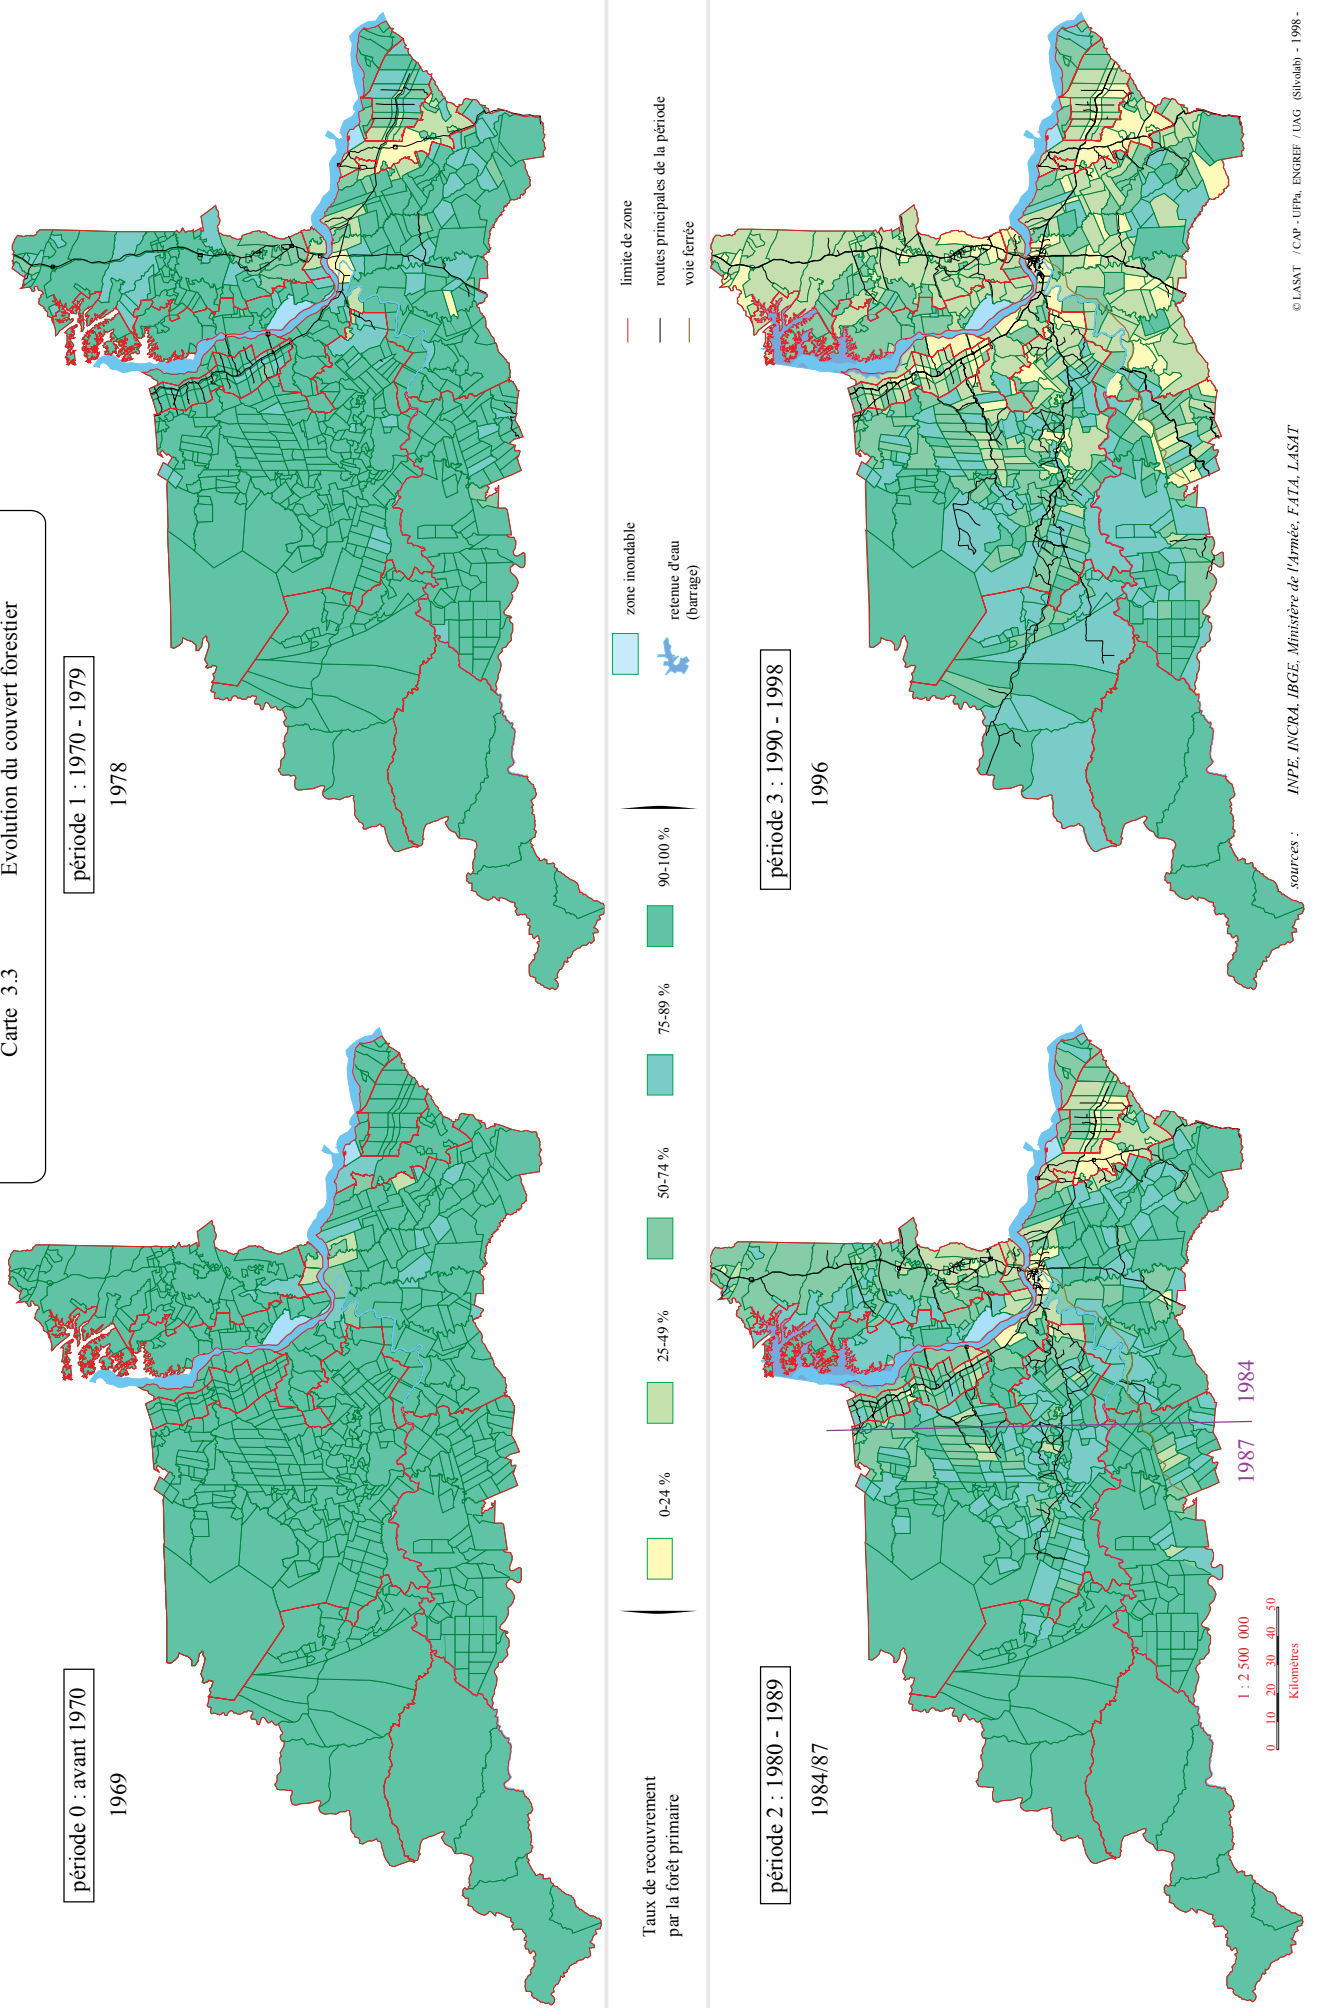 Carte 3.3 Evolution du couvert forestier
période 0 : avant 1970
1969
période 1 : 1970 - 1979
1978
Taux de recouvrement
par la forêt primaire
0-24 %
25-49 %
50-74 %
75-89 %
90-100 %
zone inondable
retenue d'eau
(barrage)
limite de zone
routes principales de la période
voie ferrée
période 2 : 1980 - 1989
1984/87
1987
1984
1 : 2 500 000
0 10 20 30 40 50
Kilomètres
période 3 : 1990 - 1998
1996
sources : INPE, INCRA, IBGE, Ministère de l'Armée, FATA, LASAT
© LASAT / CAP - UFPa, ENGREF / UAG (Silvolab) - 1998 -